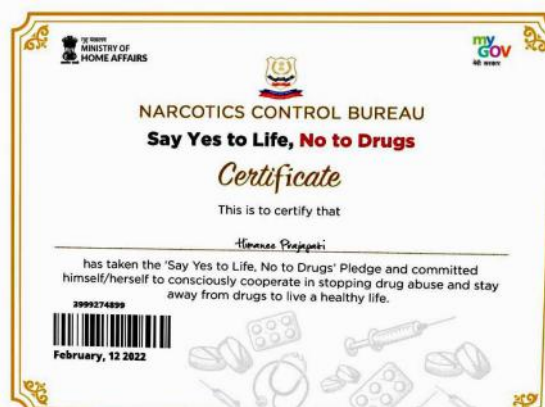 गृह मंत्रालय
MINISTRY OF
HOME AFFAIRS
my
GOV
मेरी सरकार
NARCOTICS CONTROL BUREAU
Say Yes to Life, No to Drugs
Certificate
This is to certify that
Himanee Prajapati
has taken the 'Say Yes to Life, No to Drugs' Pledge and committed
himself/herself to consciously cooperate in stopping drug abuse and stay
away from drugs to live a healthy life.
3999274899
February, 12 2022